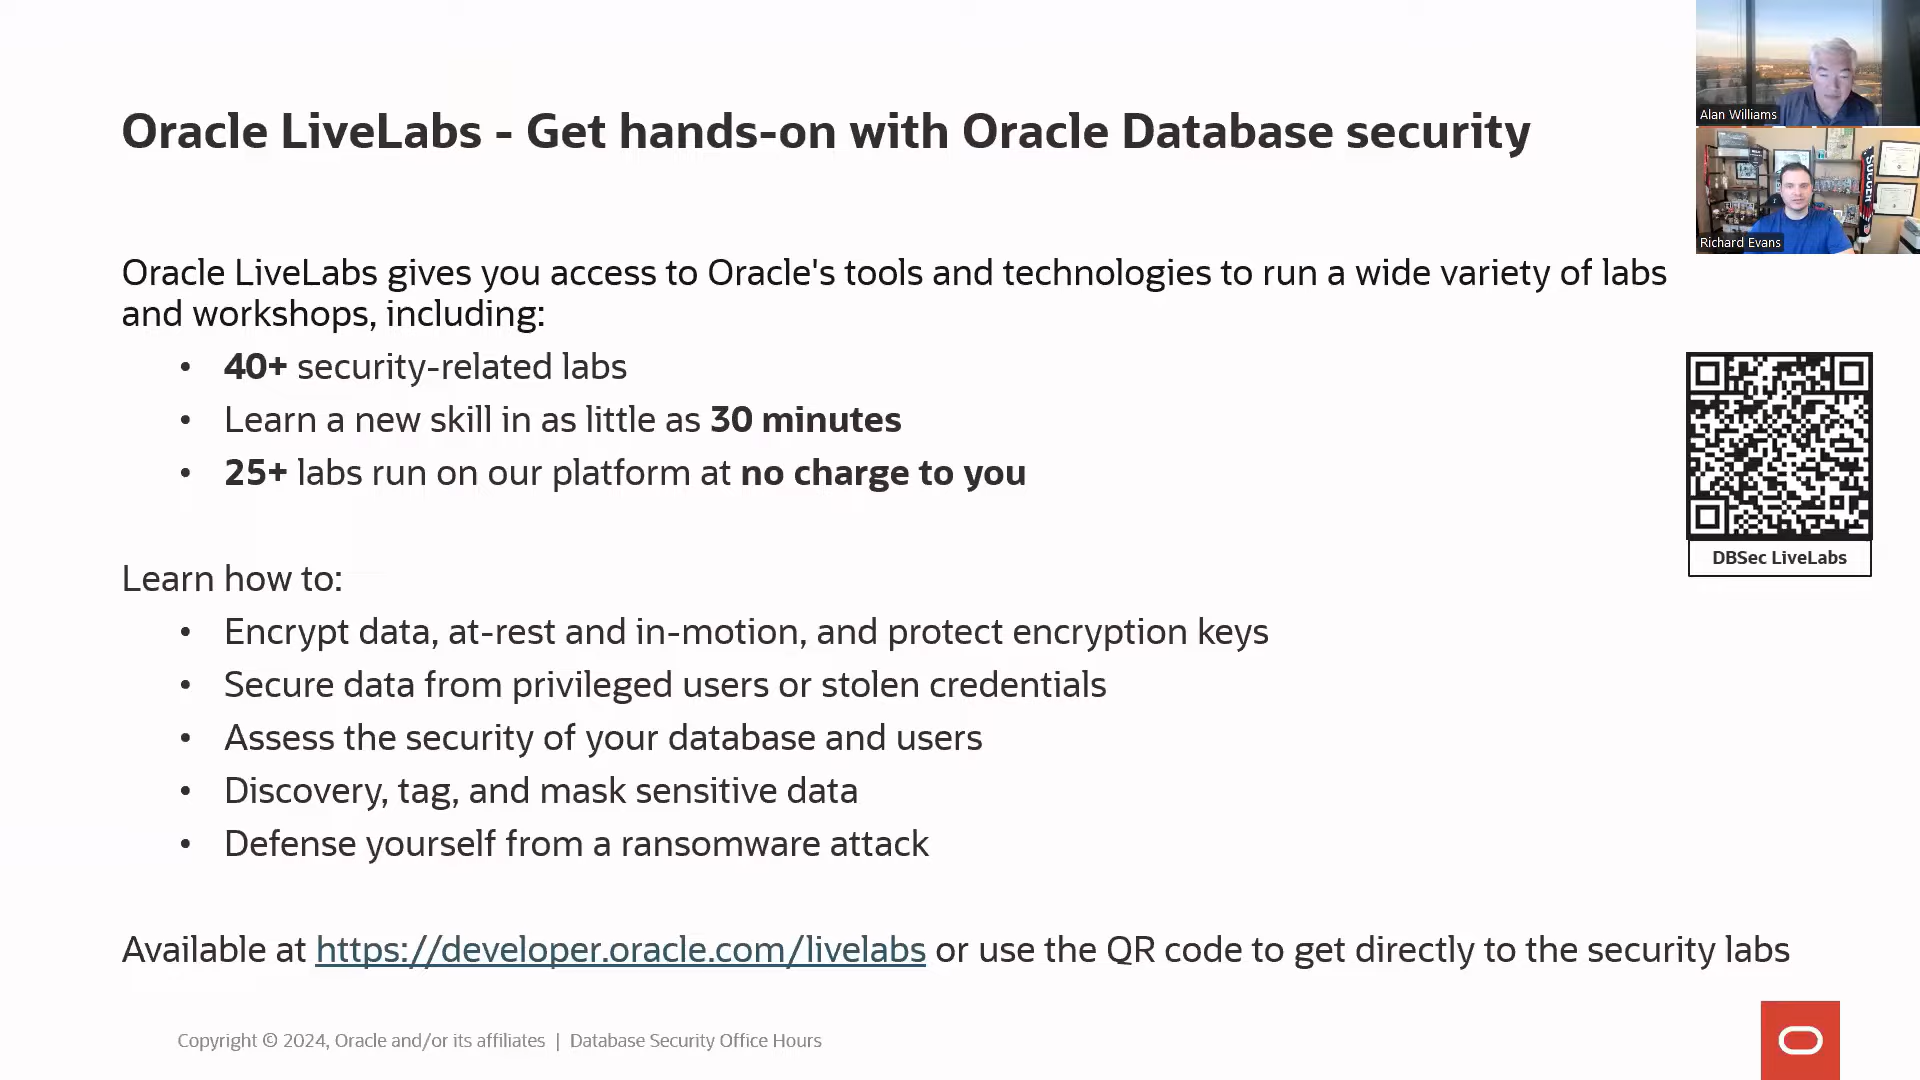 Oracle LiveLabs - Get hands-on with Oracle Database security
Alan Williams
SOCCER
Richard Evans
Oracle LiveLabs gives you access to Oracle's tools and technologies to run a wide variety of labs
and workshops, including:
• 40+ security-related labs
• Learn a new skill in as little as 30 minutes
• 25+ labs run on our platform at no charge to you
DBSec LiveLabs
Learn how to:
• Encrypt data, at-rest and in-motion, and protect encryption keys
• Secure data from privileged users or stolen credentials
• Assess the security of your database and users
• Discovery, tag, and mask sensitive data
• Defense yourself from a ransomware attack
Available at https://developer.oracle.com/livelabs or use the QR code to get directly to the security labs
Copyright © 2024, Oracle and/or its affiliates | Database Security Office Hours